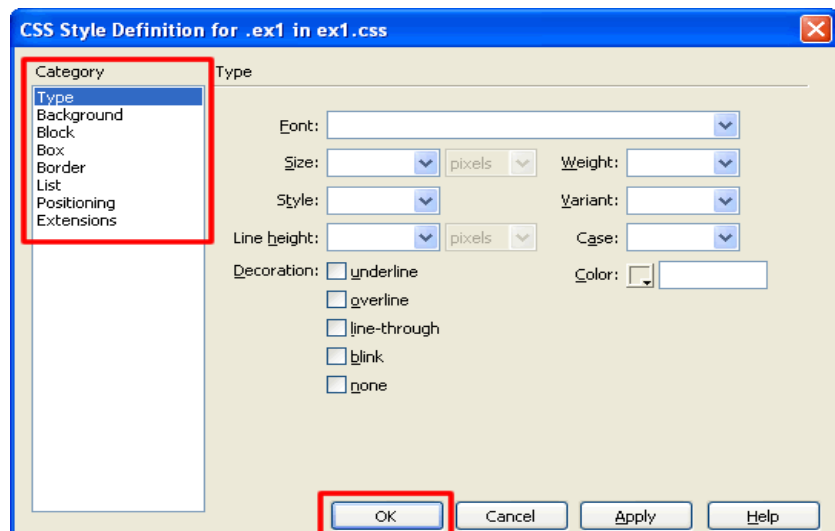 CSS Style Definition for .ex1 in ex1.css
Category
Type
Type
Background
Block
Box
Border
List
Positioning
Extensions
Font:
Size: pixels Weight:
Style: Variant:
Line height: pixels Case:
Decoration: underline Color:
overline
line-through
blink
none
OK Cancel Apply Help